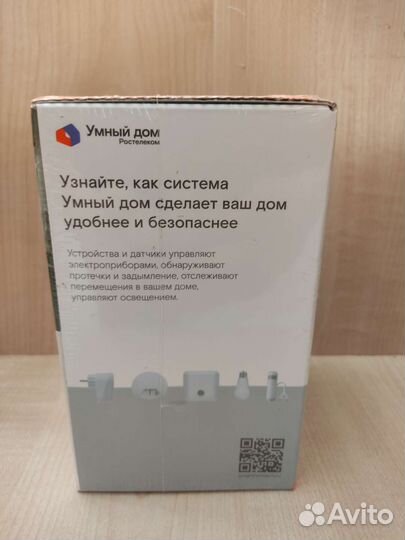 Умный дом
Ростелеком
Узнайте, как система
Умный дом сделает ваш дом
удобнее и безопаснее
Устройства и датчики управляют
электроприборами, обнаруживают
протечки и задымление, отслеживают
перемещения в вашем доме,
управляют освещением.
Avito